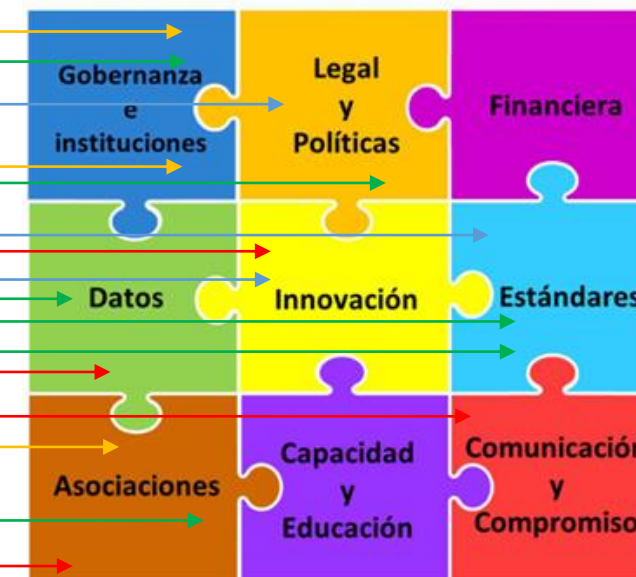 Gobernanza
e
instituciones
Legal
y
Políticas
Financiera
Datos
Innovación
Estándares
Asociaciones
Capacidad
y
Educación
Comunicación
y
Compromiso